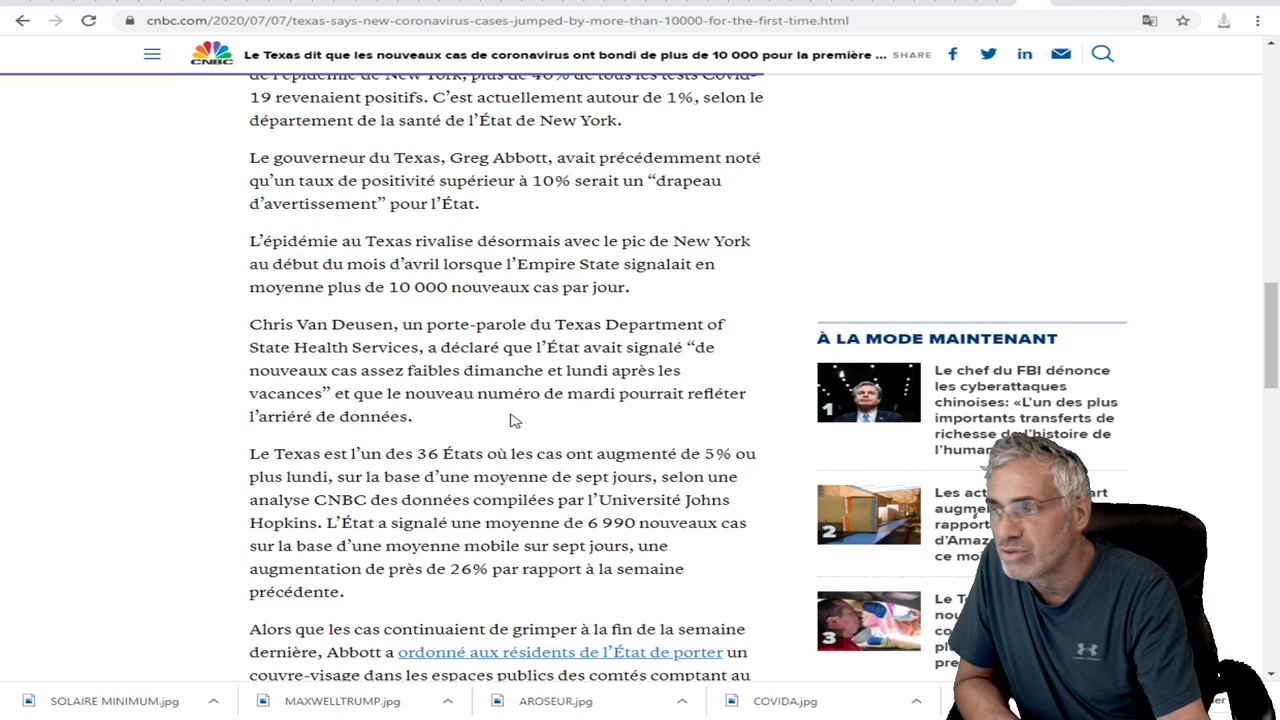 cnbc.com/2020/07/07/texas-says-new-coronavirus-cases-jumped-by-more-than-10000-for-the-first-time.html
CNBC
Le Texas dit que les nouveaux cas de coronavirus ont bondi de plus de 10 000 pour la première ...
SHARE
de l'épidémie de New York, plus de 40% de tous les tests Covid-
19 revenaient positifs. C'est actuellement autour de 1%, selon le
département de la santé de l'État de New York.
Le gouverneur du Texas, Greg Abbott, avait précédemment noté
qu'un taux de positivité supérieur à 10% serait un “drapeau
d'avertissement” pour l'État.
L'épidémie au Texas rivalise désormais avec le pic de New York
au début du mois d'avril lorsque l'Empire State signalait en
moyenne plus de 10 000 nouveaux cas par jour.
Chris Van Deusen, un porte-parole du Texas Department of
State Health Services, a déclaré que l'État avait signalé “de
nouveaux cas assez faibles dimanche et lundi après les
vacances” et que le nouveau numéro de mardi pourrait refléter
l'arriéré de données.
Le Texas est l'un des 36 États où les cas ont augmenté de 5% ou
plus lundi, sur la base d'une moyenne de sept jours, selon une
analyse CNBC des données compilées par l'Université Johns
Hopkins. L'État a signalé une moyenne de 6 990 nouveaux cas
sur la base d'une moyenne mobile sur sept jours, une
augmentation de près de 26% par rapport à la semaine
précédente.
Alors que les cas continuaient de grimper à la fin de la semaine
dernière, Abbott a ordonné aux résidents de l'État de porter un
couvre-visage dans les espaces publics des comtés comptant au
À LA MODE MAINTENANT
1
Le chef du FBI dénonce
les cyberattaques
chinoises: «L'un des plus
importants transferts de
richesse de l'histoire de
l'huma
2
Les act art
augme
rapport
d'Amaz
ce moi
3
Le T
nou
co
pl
pre
SOLAIRE MINIMUM.jpg
MAXWELLTRUMP.jpg
AROSEUR.jpg
COVIDA.jpg